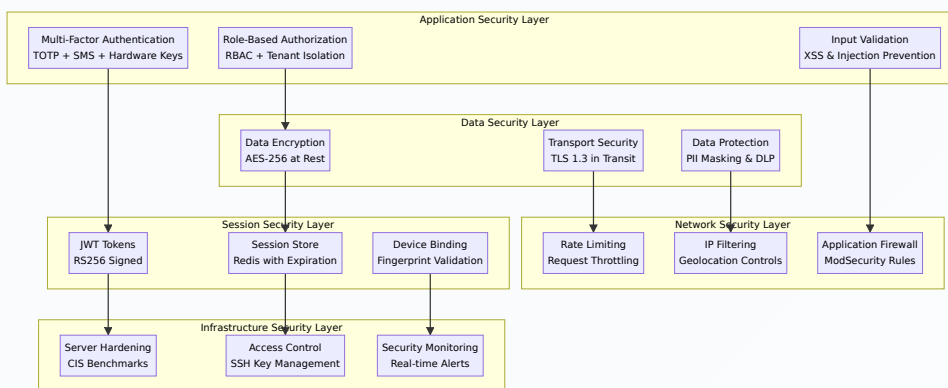 Application Security Layer
Multi-Factor Authentication
TOTP + SMS + Hardware Keys
Role-Based Authorization
RBAC + Tenant Isolation
Input Validation
XSS & Injection Prevention
Data Security Layer
Data Encryption
AES-256 at Rest
Transport Security
TLS 1.3 in Transit
Data Protection
PII Masking & DLP
Session Security Layer
JWT Tokens
RS256 Signed
Session Store
Redis with Expiration
Device Binding
Fingerprint Validation
Network Security Layer
Rate Limiting
Request Throttling
IP Filtering
Geolocation Controls
Application Firewall
ModSecurity Rules
Infrastructure Security Layer
Server Hardening
CIS Benchmarks
Access Control
SSH Key Management
Security Monitoring
Real-time Alerts